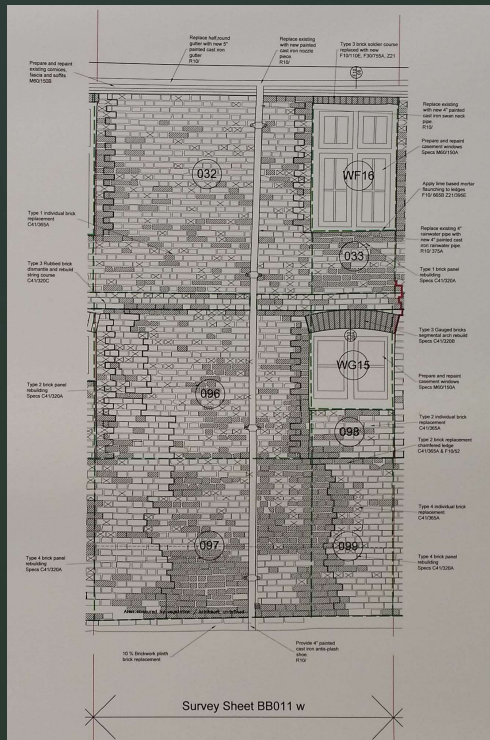 Replace half round
gutter with new 5"
painted cast iron
gutter
R10/
Replace existing
with new painted
cast iron nozzle
piece.
R10/
Type 3 brick soldier course
replaced with new
F10/110E, F30/755A, Z21
Prepare and repaint
existing cornices,
fascia and soffits
M60/150B
Replace existing
with new 4" painted
cast iron swan neck
pipe.
R10/
Prepare and repaint
casement windows
Specs M60/150A
032
WF16
Apply lime based mortar
flaunching to ledges
F10/ 665B Z21/395E
Type 1 individual brick
replacement
C41/365A
Replace existing 4"
rainwater pipe with
new 4" painted cast
iron rainwater pipe
R10/ 375A
033
Type 3 Rubbed brick
dismantle and rebuild
string course
C41/320C
Type 1 brick panel
rebuilding
Specs C41/320A
Type 3 Gauged bricks
segmental arch rebuild
Specs C41/320B
WG15
Type 2 brick panel
rebuilding
Specs C41/320A
096
Prepare and repaint
casement windows
Specs M60/150A
Type 2 individual brick
replacement
C41/365A
098
Type 2 brick replacement
chamfered ledge
C41/365A & F10/52
Type 4 individual brick
replacement
C41/365A
097
099
Type 4 brick panel
rebuilding
Specs C41/320A
Type 4 brick panel
rebuilding
Specs C41/320A
Area obscured by vegetation /
10 % Brickwork plinth
brick replacement
Provide 4" painted
cast iron anti-plash
shoe.
R10/
Survey Sheet BB011 w